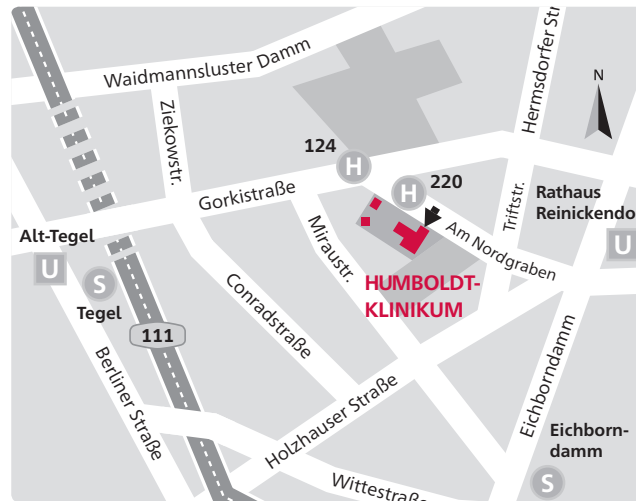 Waidmannsluster Damm
Hermsdorfer Str
N
Ziekowstr.
124
H
H
220
Gorkistraße
Triftstr.
Rathaus
Reinickendo
U
Alt-Tegel
U
S
Tegel
Miraustr.
Am Nordgraben
HUMBOLDT-
KLINIKUM
111
Conradstraße
Berliner Straße
Holzhauser Straße
Eichborndamm
Eichborn-
damm
S
Wittestraße